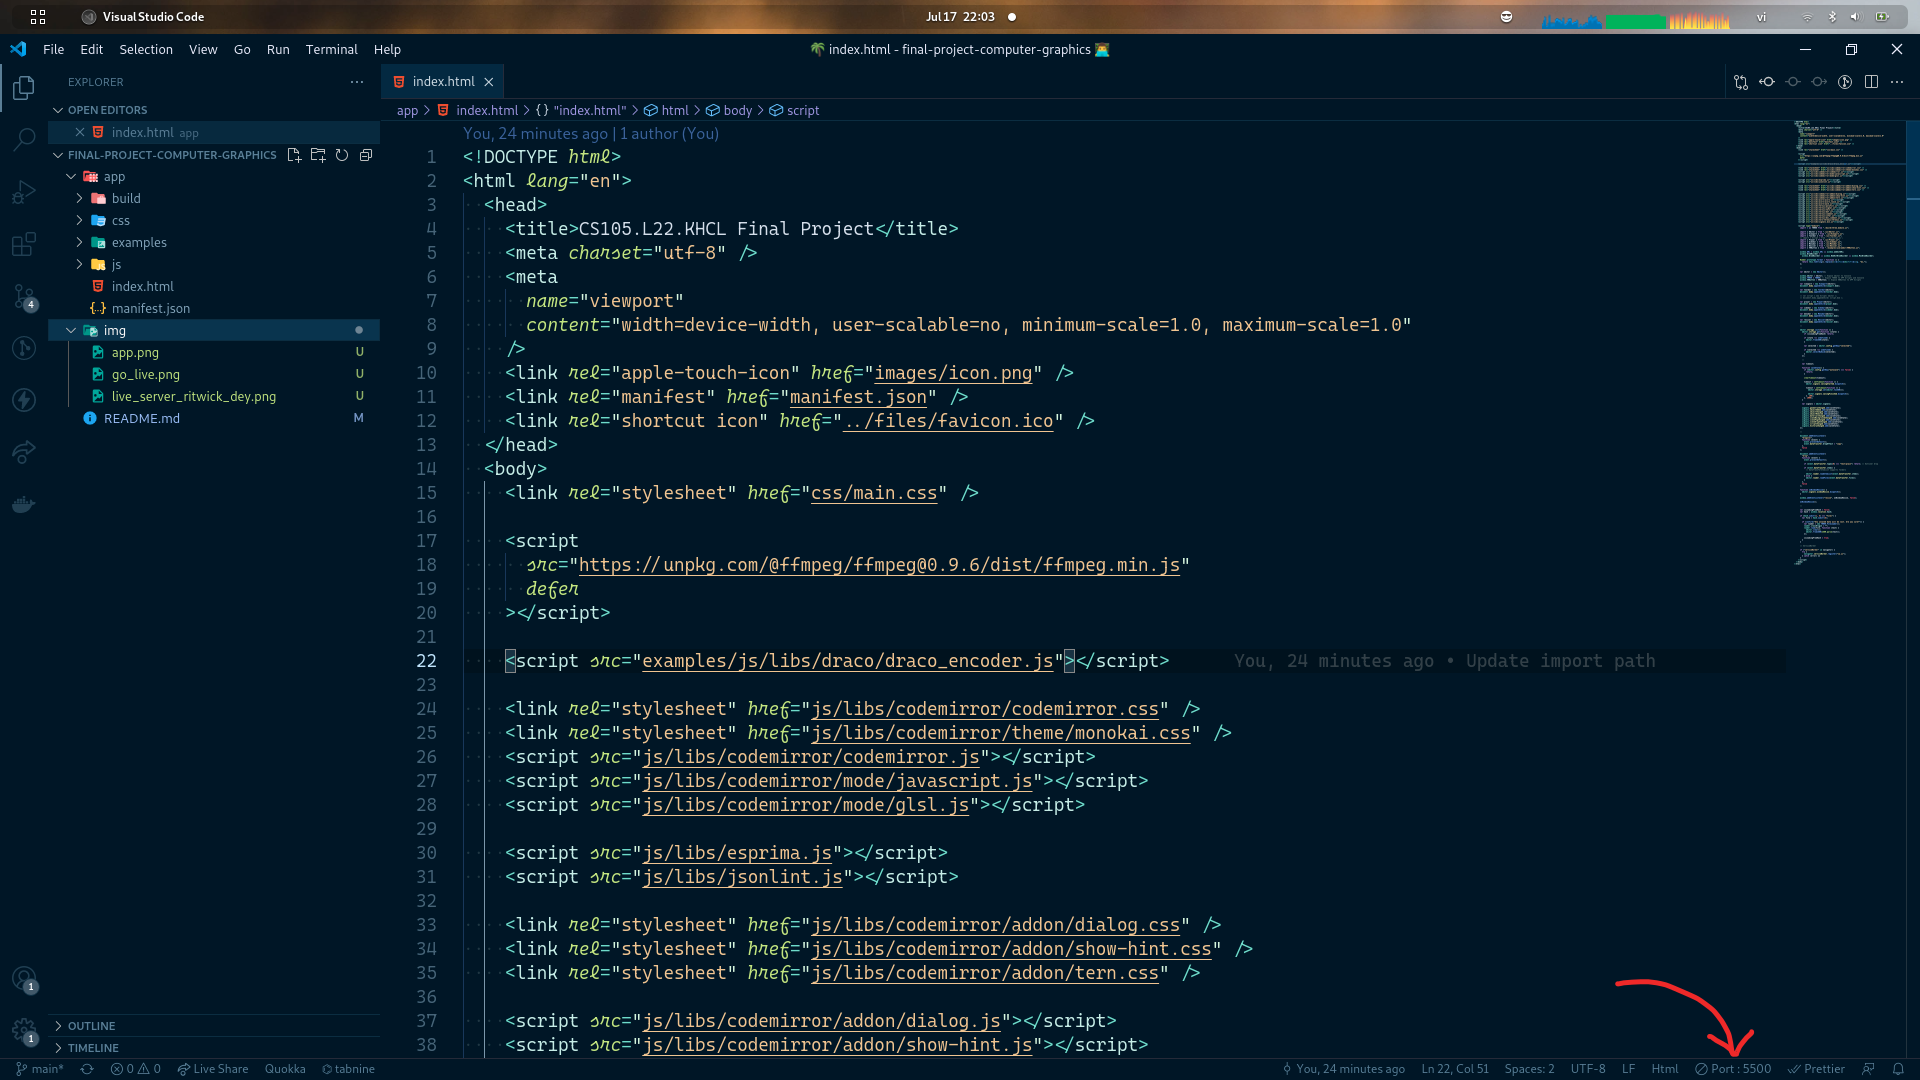 Visual Studio Code
Jul 17 22:03
vi
File Edit Selection View Go Run Terminal Help
🌴 index.html - final-project-computer-graphics 👨‍💻
EXPLORER
index.html
OPEN EDITORS
app > index.html > {} "index.html" > html > body > script
index.html app
FINAL-PROJECT-COMPUTER-GRAPHICS
app
build
css
examples
js
index.html
manifest.json
img
app.png U
go_live.png U
live_server_ritwick_dey.png U
README.md M
4
1
1
OUTLINE
TIMELINE
You, 24 minutes ago | 1 author (You)
1 <!DOCTYPE html>
2 <html lang="en">
3 <head>
4 <title>CS105.L22.KHCL Final Project</title>
5 <meta charset="utf-8" />
6 <meta
7 name="viewport"
8 content="width=device-width, user-scalable=no, minimum-scale=1.0, maximum-scale=1.0"
9 />
10 <link rel="apple-touch-icon" href="images/icon.png" />
11 <link rel="manifest" href="manifest.json" />
12 <link rel="shortcut icon" href="../files/favicon.ico" />
13 </head>
14 <body>
15 <link rel="stylesheet" href="css/main.css" />
16
17 <script
18 src="https://unpkg.com/@ffmpeg/ffmpeg@0.9.6/dist/ffmpeg.min.js"
19 defer
20 ></script>
21
22 <script src="examples/js/libs/draco/draco_encoder.js"></script> You, 24 minutes ago • Update import path
23
24 <link rel="stylesheet" href="js/libs/codemirror/codemirror.css" />
25 <link rel="stylesheet" href="js/libs/codemirror/theme/monokai.css" />
26 <script src="js/libs/codemirror/codemirror.js"></script>
27 <script src="js/libs/codemirror/mode/javascript.js"></script>
28 <script src="js/libs/codemirror/mode/glsl.js"></script>
29
30 <script src="js/libs/esprima.js"></script>
31 <script src="js/libs/jsonlint.js"></script>
32
33 <link rel="stylesheet" href="js/libs/codemirror/addon/dialog.css" />
34 <link rel="stylesheet" href="js/libs/codemirror/addon/show-hint.css" />
35 <link rel="stylesheet" href="js/libs/codemirror/addon/tern.css" />
36
37 <script src="js/libs/codemirror/addon/dialog.js"></script>
38 <script src="js/libs/codemirror/addon/show-hint.js"></script>
main* 0 0 Live Share Quokka tabnine You, 24 minutes ago Ln 22, Col 51 Spaces: 2 UTF-8 LF Html Port : 5500 Prettier